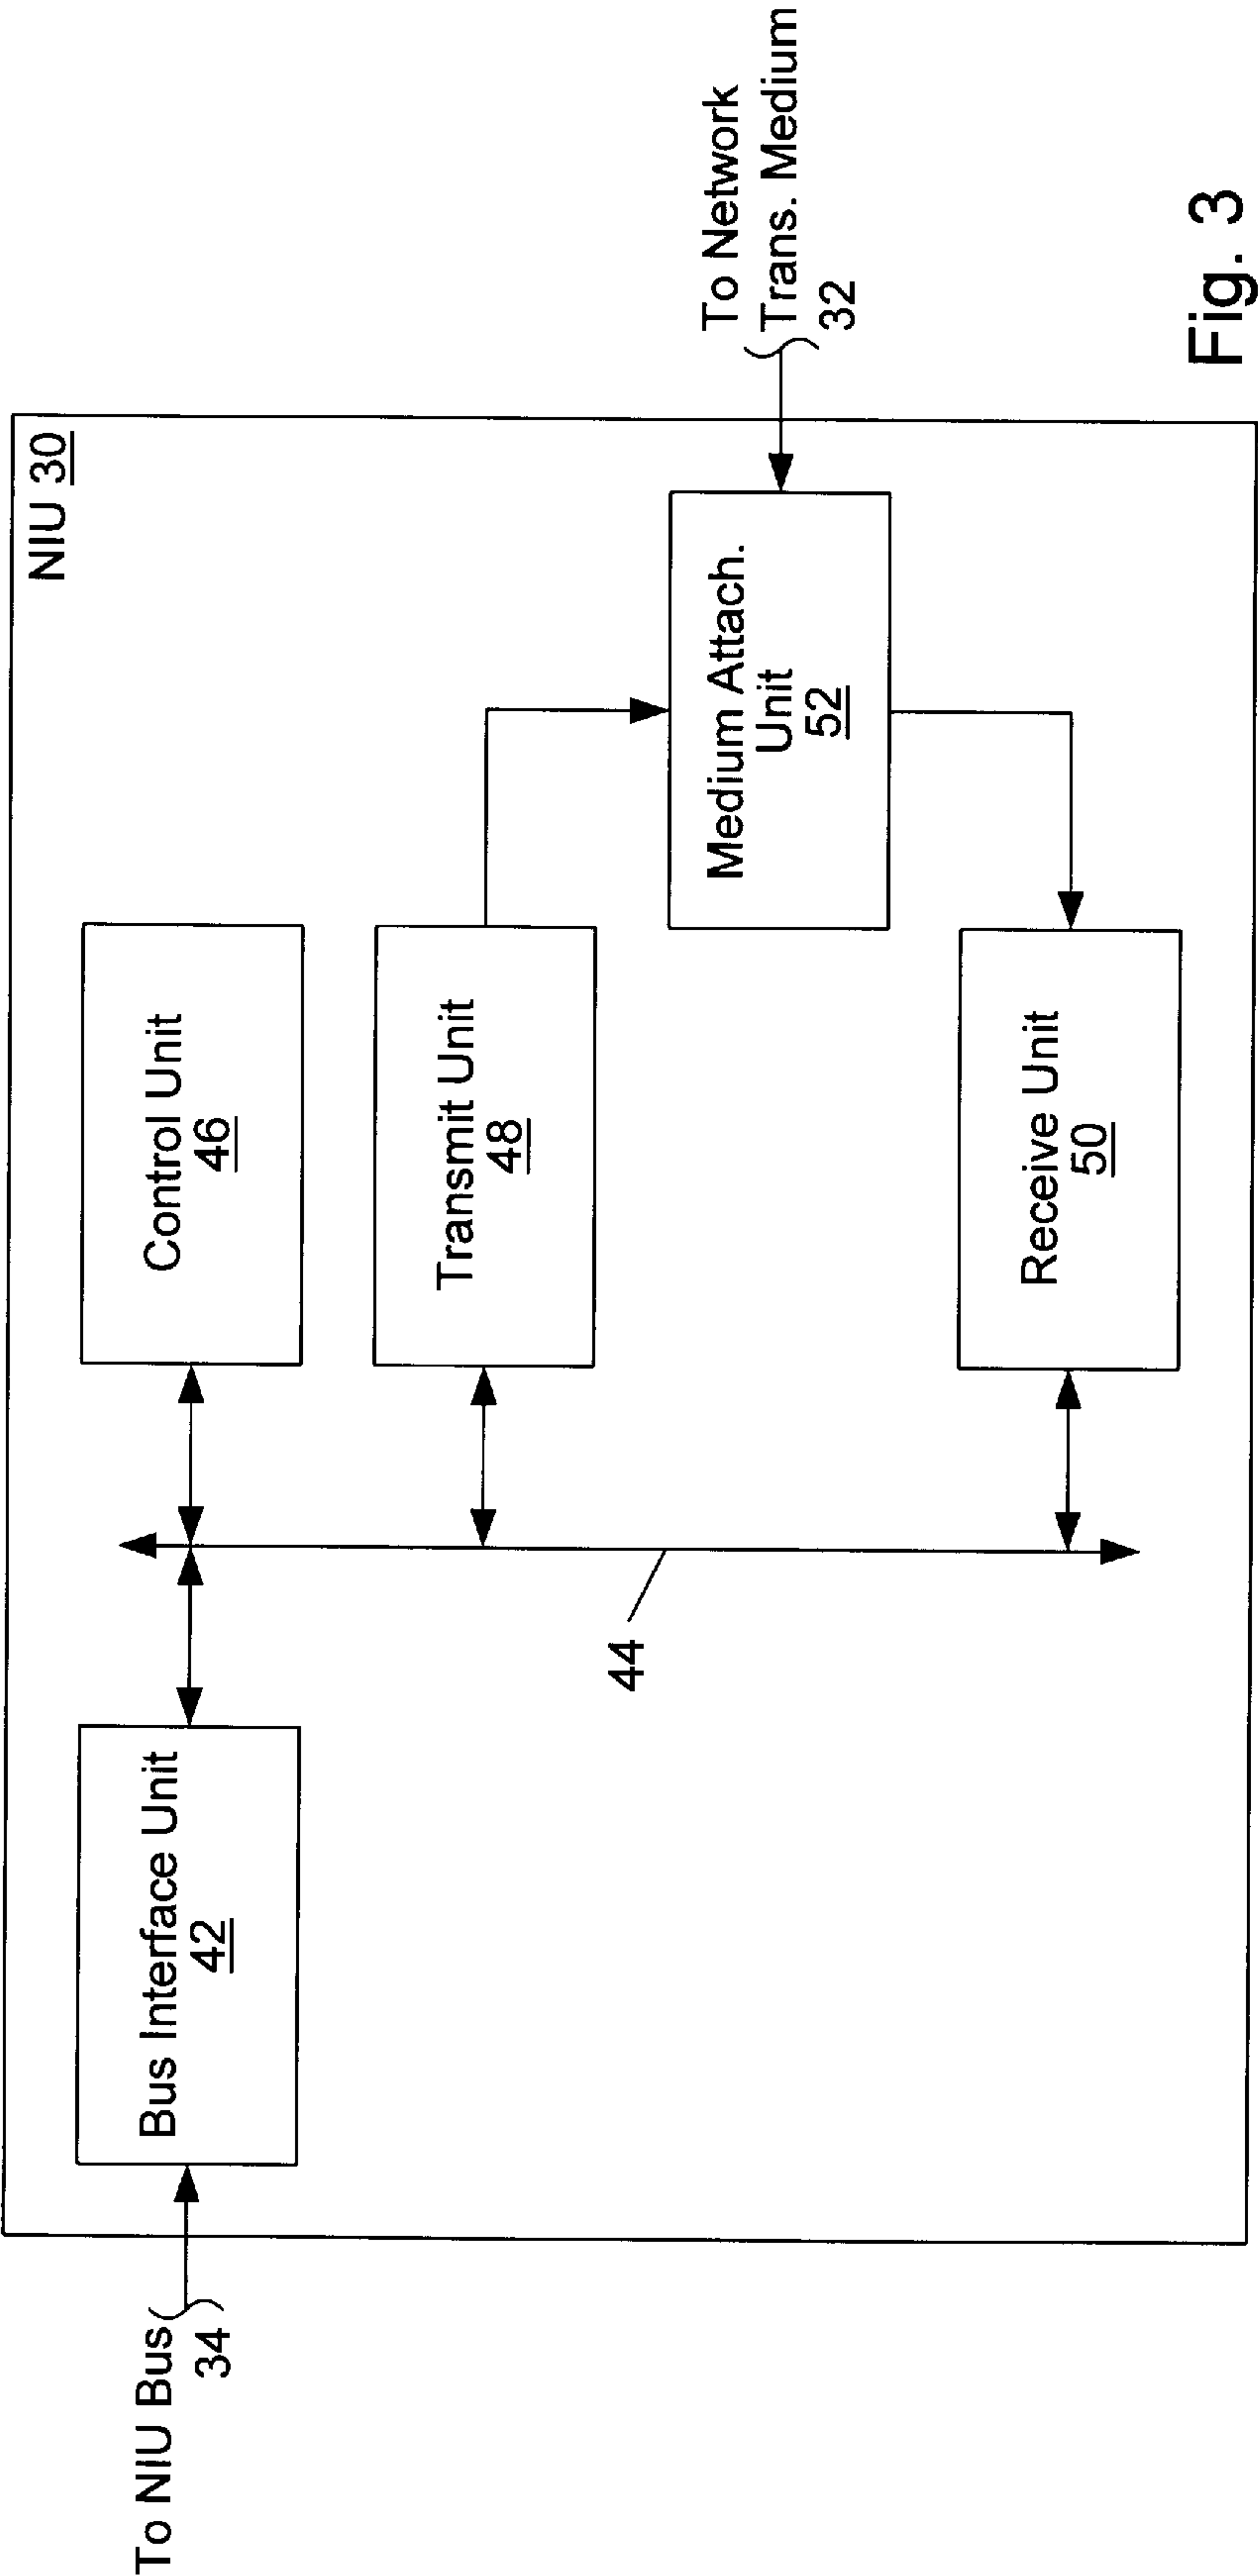 NIU 30
To NIU Bus
34
Bus Interface Unit
42
44
Control Unit
46
Transmit Unit
48
Receive Unit
50
Medium Attach.
Unit
52
To Network
Trans. Medium
32
Fig. 3